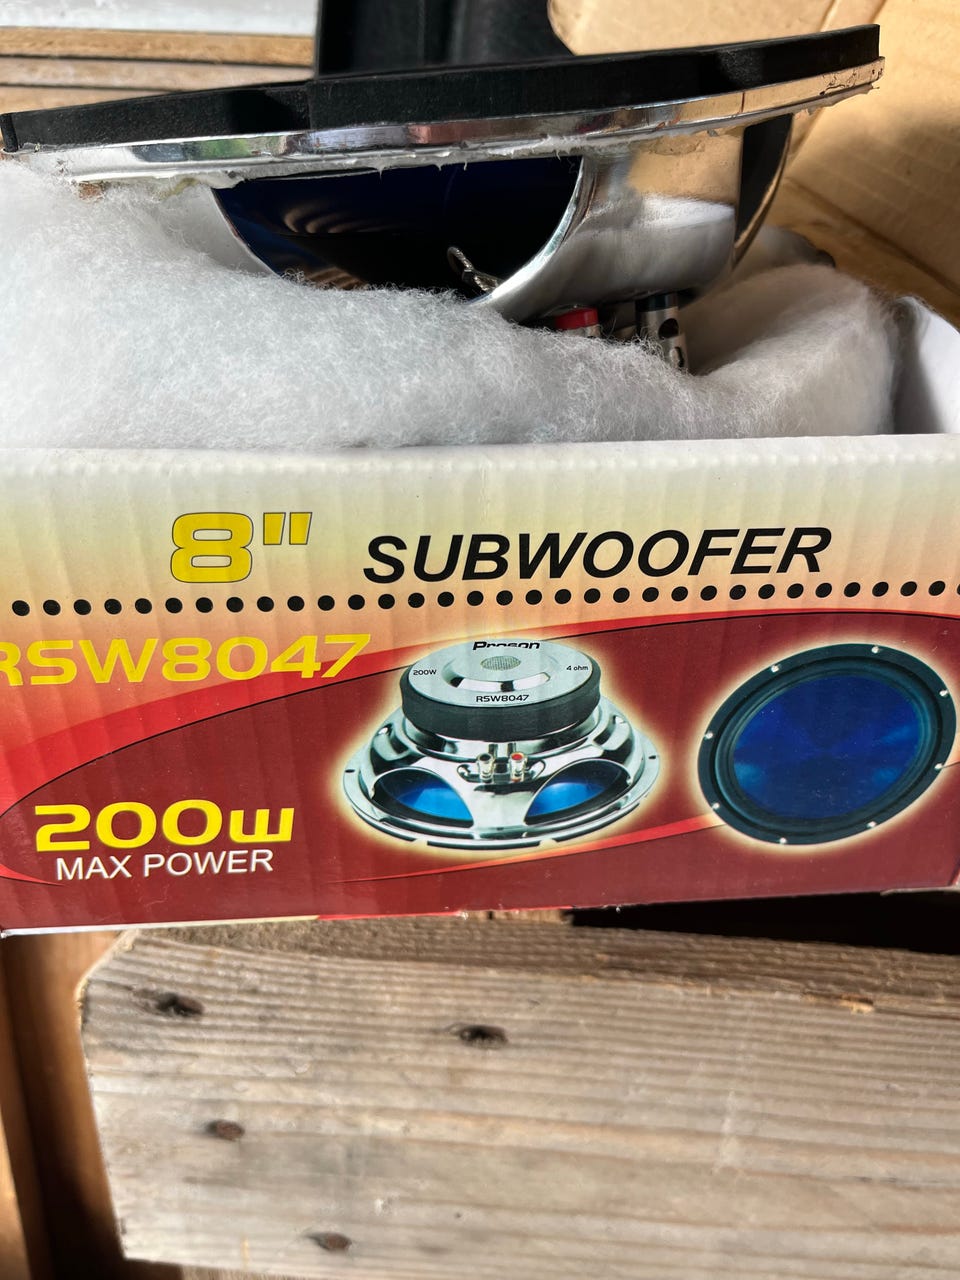 8" SUBWOOFER
RSW8047
Proson
200W
4 ohm
RSW8047
200w
MAX POWER